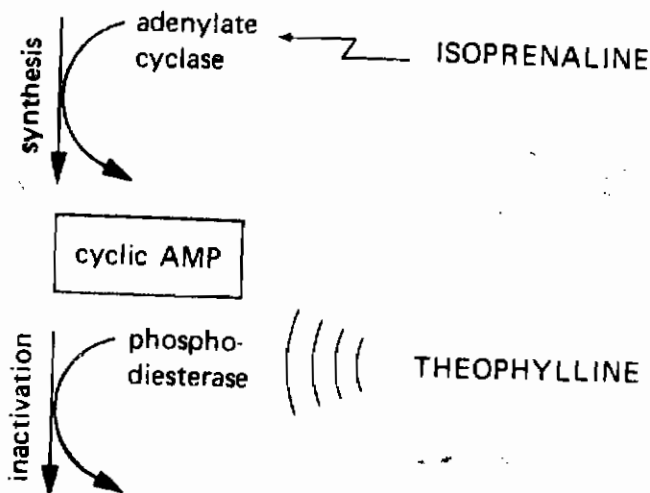 adenylate
cyclase
ISOPRENALINE
synthesis
cyclic AMP
phospho-
diesterase
THEOPHYLLINE
inactivation